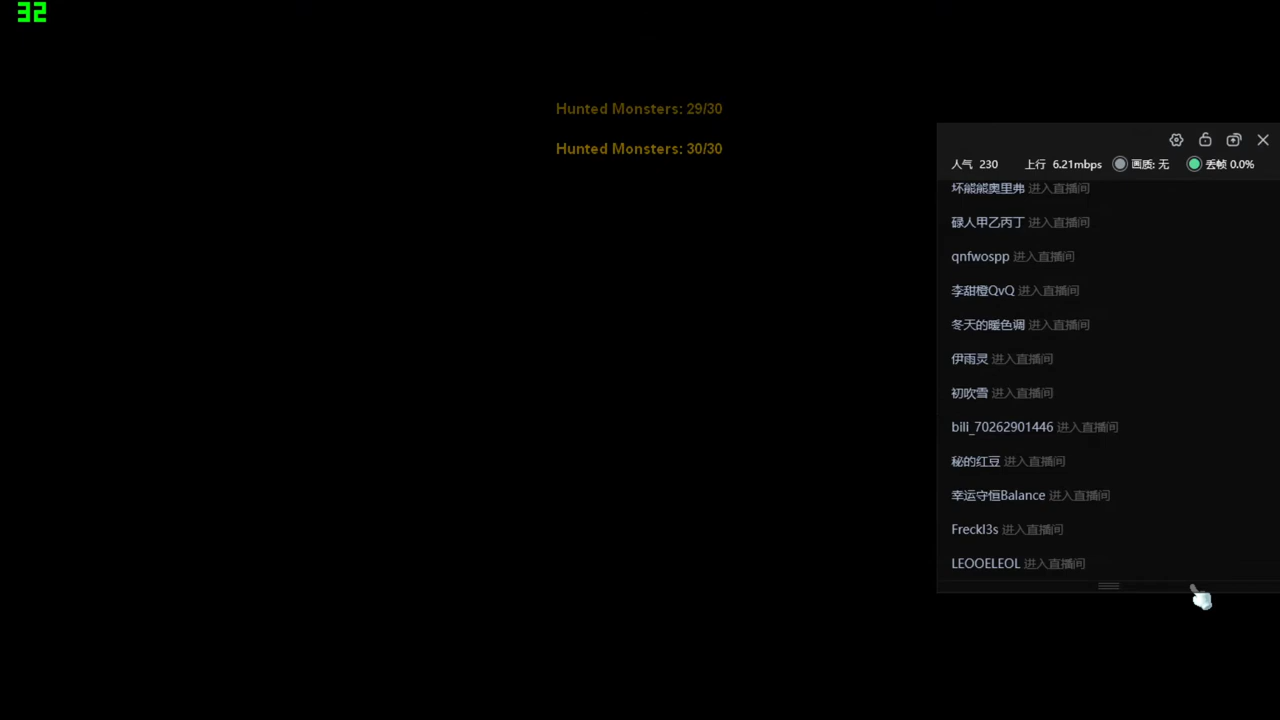 32
Hunted Monsters: 29/30
Hunted Monsters: 30/30
人气 230 上行 6.21mbps 画质: 无 丢帧 0.0%
坏能能奥里弗 进入直播间
碌人甲乙丙丁 进入直播间
qnfwospp 进入直播间
李甜橙QvQ 进入直播间
冬天的暖色调 进入直播间
伊雨灵 进入直播间
初吹雪 进入直播间
bili_70262901446 进入直播间
秘的红豆 进入直播间
幸运守恒Balance 进入直播间
Freckl3s 进入直播间
LEOOELEOL 进入直播间